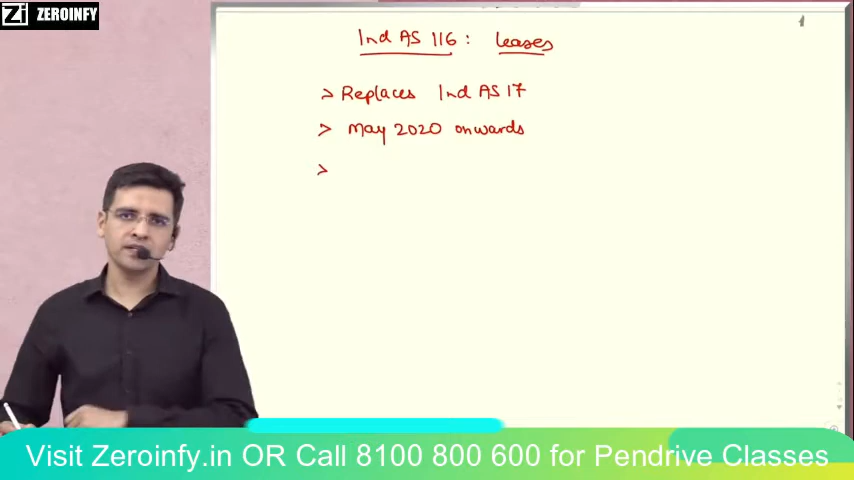 Zi ZEROINFY
Ind AS 116 : Leases
> Replaces Ind AS 17
> May 2020 onwards
>
Visit Zeroinfy.in OR Call 8100 800 600 for Pendrive Classes